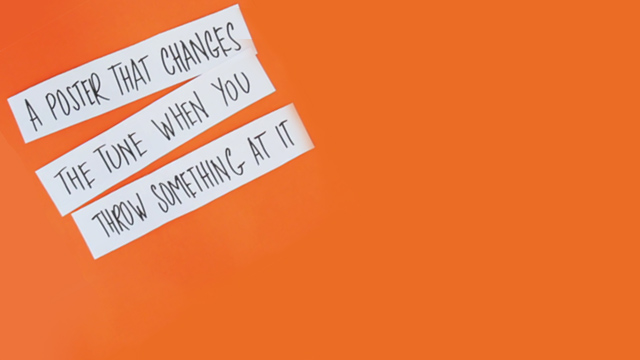 A POSTER THAT CHANGES
THE TUNE WHEN YOU
THROW SOMETHING AT IT